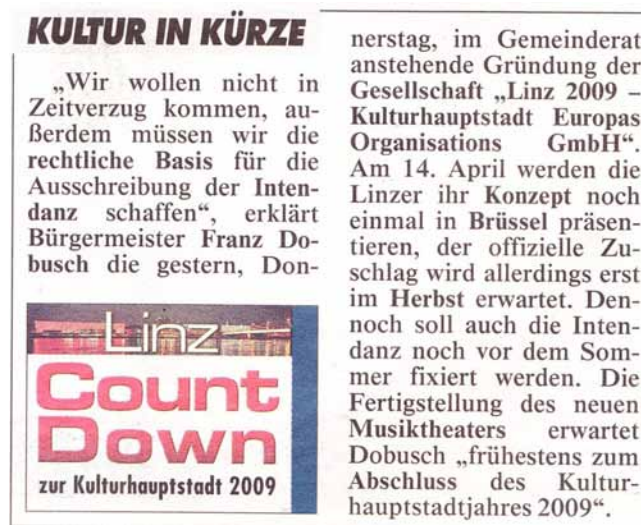 KULTUR IN KÜRZE
„Wir wollen nicht in
Zeitverzug kommen, au-
ßerdem müssen wir die
rechtliche Basis für die
Ausschreibung der Inten-
danz schaffen“, erklärt
Bürgermeister Franz Do-
busch die gestern, Don-
nerstag, im Gemeinderat
anstehende Gründung der
Gesellschaft „Linz 2009 –
Kulturhauptstadt Europas
Organisations GmbH“.
Am 14. April werden die
Linzer ihr Konzept noch
einmal in Brüssel präsen-
tieren, der offizielle Zu-
schlag wird allerdings erst
im Herbst erwartet. Den-
noch soll auch die Inten-
danz noch vor dem Som-
mer fixiert werden. Die
Fertigstellung des neuen
Musiktheaters erwartet
Dobusch „frühestens zum
Abschluss des Kultur-
hauptstadtjahres 2009“.
Linz
Count
Down
zur Kulturhauptstadt 2009